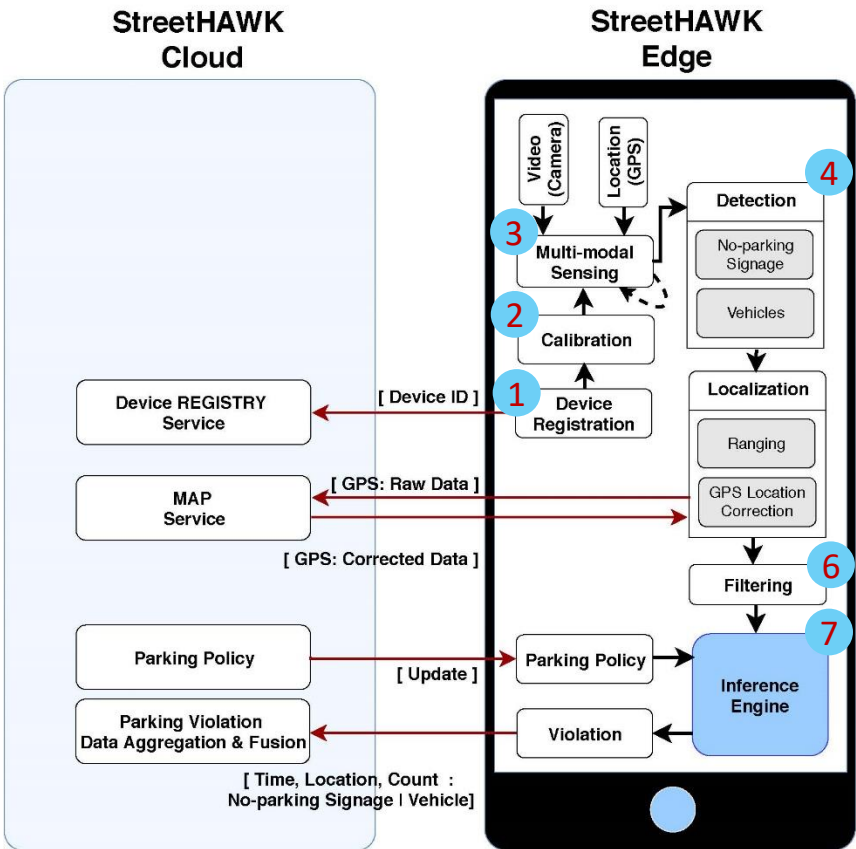 StreetHAWK
Cloud
StreetHAWK
Edge
Video
(Camera)
Location
(GPS)
4
Detection
3
Multi-modal
Sensing
No-parking
Signage
Vehicles
2
Calibration
1
Device
Registration
[ Device ID ]
Device REGISTRY
Service
Localization
Ranging
GPS Location
Correction
[ GPS: Raw Data ]
MAP
Service
[ GPS: Corrected Data ]
6
Filtering
7
Inference
Engine
Parking Policy
[ Update ]
Parking Policy
Parking Violation
Data Aggregation & Fusion
Violation
[ Time, Location, Count :
No-parking Signage I Vehicle]